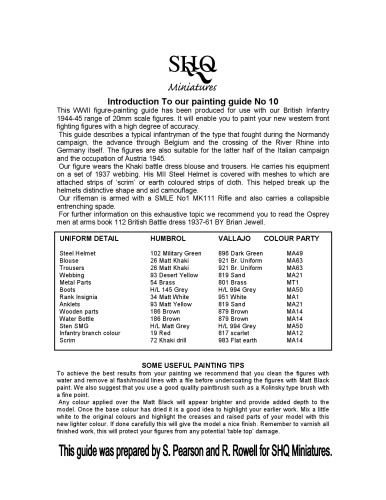 SHQ
Miniatures
Introduction To our painting guide No 10
This WWII figure-painting guide has been produced for use with our British Infantry
1944-45 range of 20mm scale figures. It will enable you to paint your new western front
fighting figures with a high degree of accuracy.
This guide describes a typical infantryman of the type that fought during the Normandy
campaign, the advance through Belgium and the crossing of the River Rhine into
Germany itself. The figures are also suitable for the latter half of the Italian campaign
and the occupation of Austria 1945.
Our figure wears the Khaki battle dress blouse and trousers. He carries his equipment
on a set of 1937 webbing. His MII Steel Helmet is covered with meshes to which are
attached strips of 'scrim' or earth coloured strips of cloth. This helped break up the
helmets distinctive shape and aid camouflage.
Our rifleman is armed with a SMLE No1 MK111 Rifle and also carries a collapsible
entrenching spade.
For further information on this exhaustive topic we recommend you to read the Osprey
men at arms book 112 British Battle dress 1937-61 BY Brian Jewell.
UNIFORM DETAIL HUMBROL VALLAJO COLOUR PARTY
Steel Helmet 102 Military Green 896 Dark Green MA49
Blouse 26 Matt Khaki 921 Br. Uniform MA63
Trousers 26 Matt Khaki 921 Br. Uniform MA63
Webbing 93 Desert Yellow 819 Sand MA21
Metal Parts 54 Brass 801 Brass MT1
Boots H/L 145 Grey H/L 994 Grey MA50
Rank Insignia 34 Matt White 951 White MA1
Anklets 93 Matt Yellow 819 Sand MA21
Wooden parts 186 Brown 879 Brown MA14
Water Bottle 186 Brown 879 Brown MA14
Sten SMG H/L Matt Grey H/L 994 Grey MA50
Infantry branch colour 19 Red 817 scarlet MA12
Scrim 72 Khaki drill 983 Flat earth MA14
SOME USEFUL PAINTING TIPS
To achieve the best results from your painting we recommend that you clean the figures with
water and remove al flash/mould lines with a file before undercoating the figures with Matt Black
paint. We also suggest that you use a good quality paintbrush such as a Kolinsky type brush with
a fine point.
Any colour applied over the Matt Black will appear brighter and provide added depth to the
model. Once the base colour has dried it is a good idea to highlight your earlier work. Mix a little
white to the original colours and highlight the creases and raised parts of your model with this
new lighter colour. If done carefully this will give the model a nice finish. Remember to varnish all
finished work, this will protect your figures from any potential 'table top' damage.
This guide was prepared by S. Pearson and R. Rowell for SHQ Miniatures.